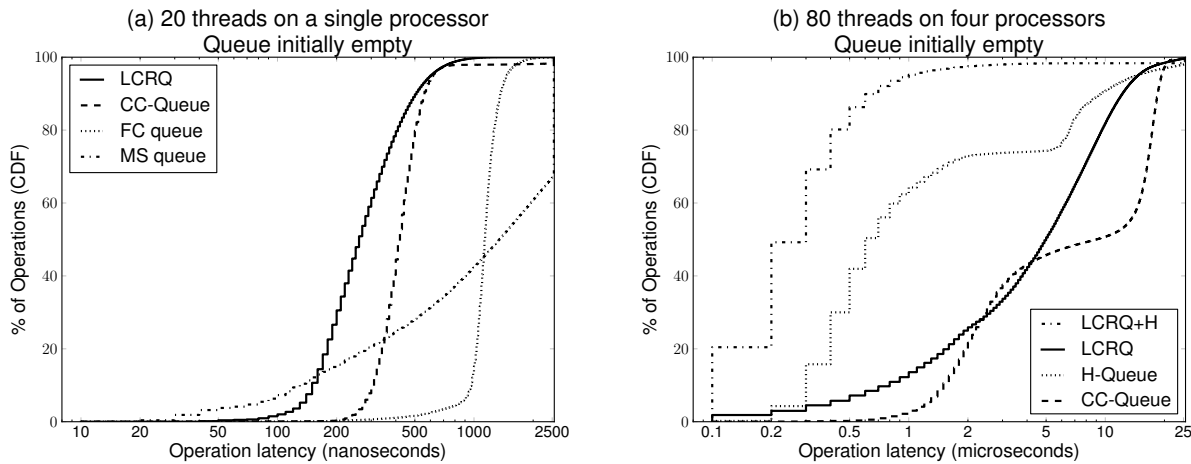 (a) 20 threads on a single processor
Queue initially empty
% of Operations (CDF)
100
80
60
40
20
0
LCRQ
CC-Queue
FC queue
MS queue
10 20 50 100 200 500 1000 2500
Operation latency (nanoseconds)
(b) 80 threads on four processors
Queue initially empty
% of Operations (CDF)
100
80
60
40
20
0
LCRQ+H
LCRQ
H-Queue
CC-Queue
0.1 0.2 0.5 1 2 5 10 25
Operation latency (microseconds)